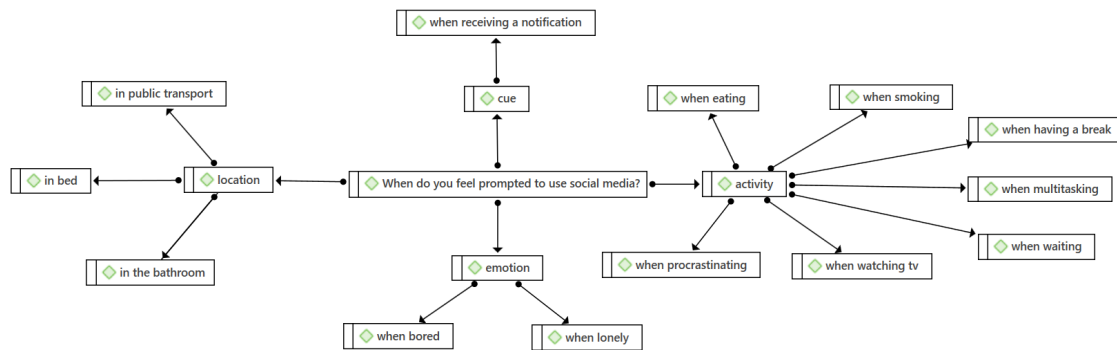 when receiving a notification
in public transport
cue
when eating
when smoking
when having a break
in bed
location
When do you feel prompted to use social media?
activity
when multitasking
when waiting
in the bathroom
emotion
when procrastinating
when watching tv
when bored
when lonely